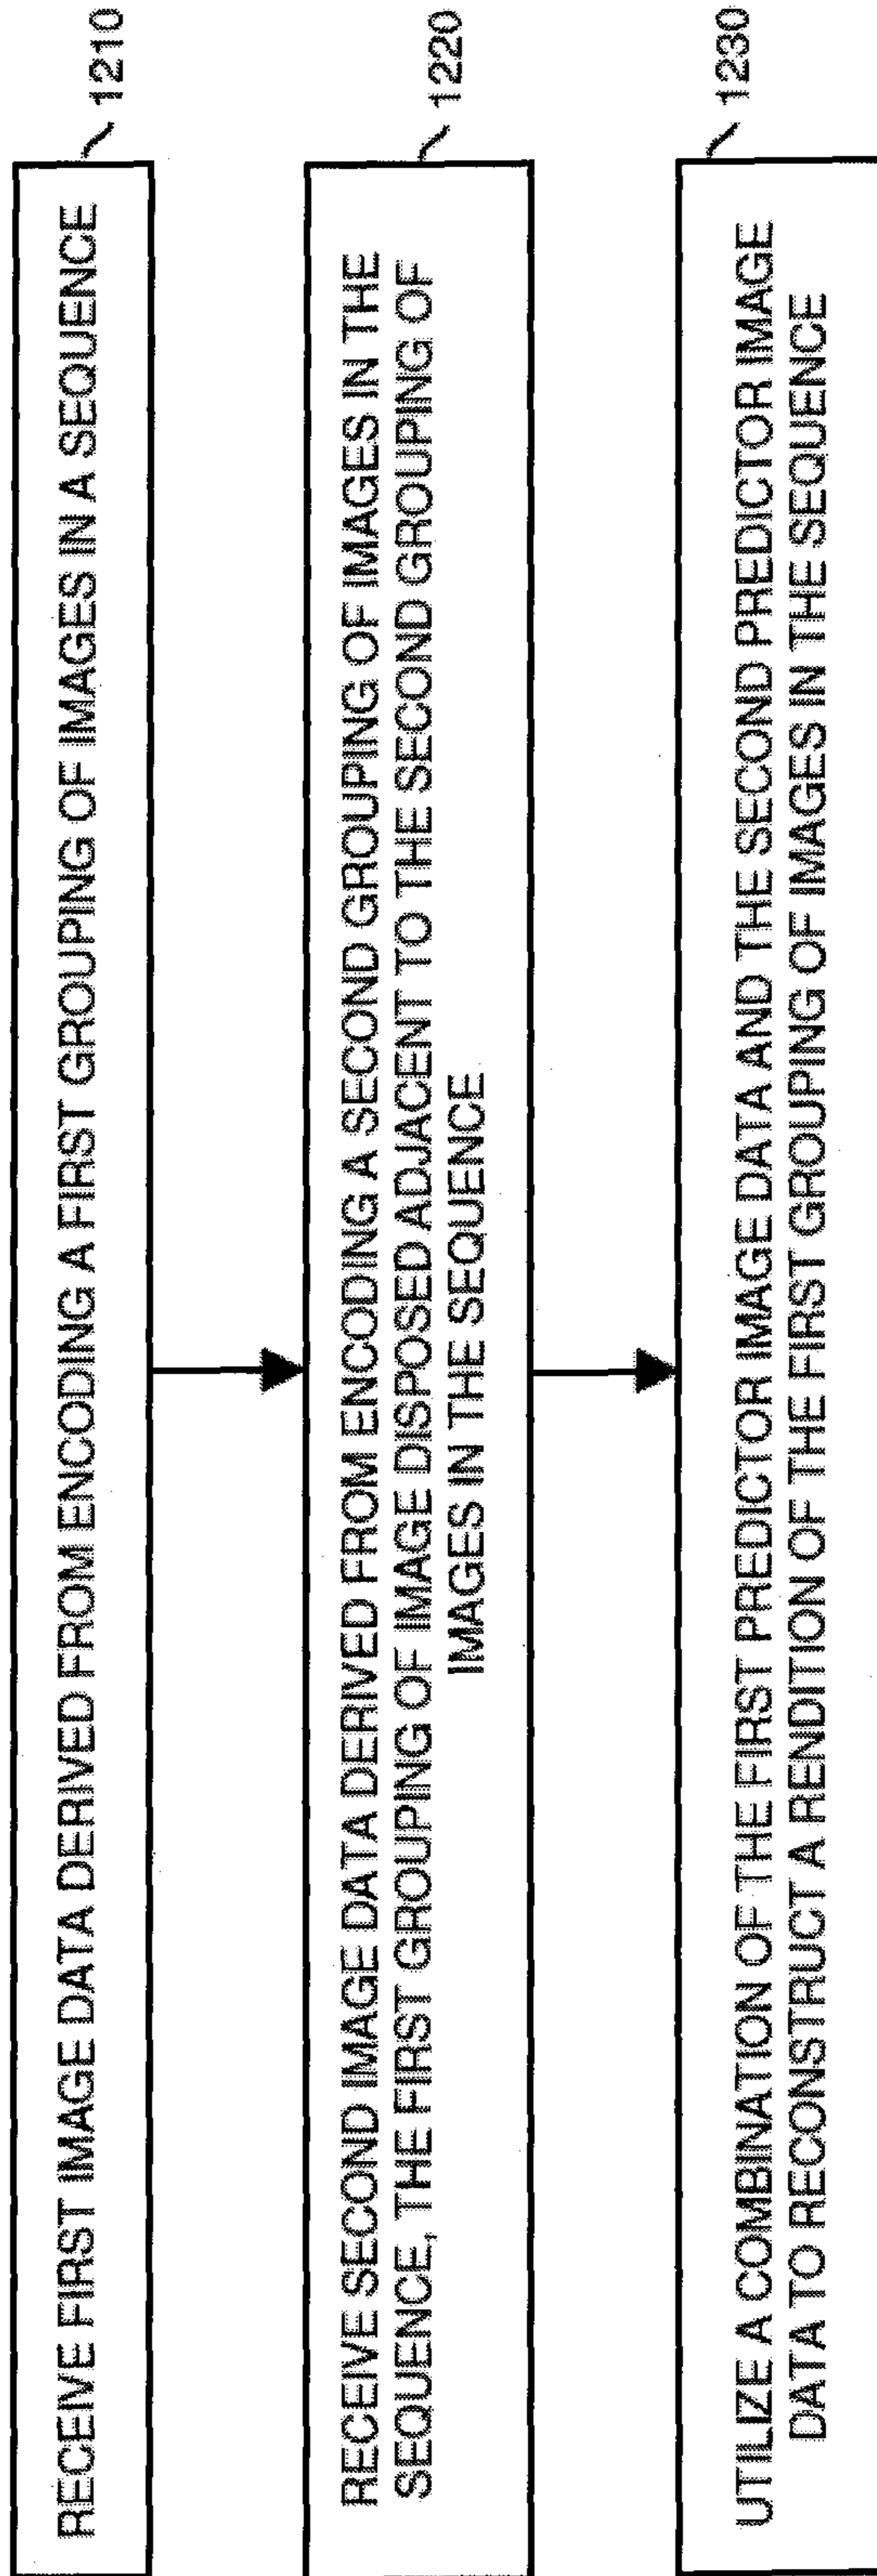 RECEIVE FIRST IMAGE DATA DERIVED FROM ENCODING A FIRST GROUPING OF IMAGES IN A SEQUENCE
1210
RECEIVE SECOND IMAGE DATA DERIVED FROM ENCODING A SECOND GROUPING OF IMAGES IN THE
SEQUENCE, THE FIRST GROUPING OF IMAGE DISPOSED ADJACENT TO THE SECOND GROUPING OF
IMAGES IN THE SEQUENCE
1220
UTILIZE A COMBINATION OF THE FIRST PREDICTOR IMAGE DATA AND THE SECOND PREDICTOR IMAGE
DATA TO RECONSTRUCT A RENDITION OF THE FIRST GROUPING OF IMAGES IN THE SEQUENCE
1230